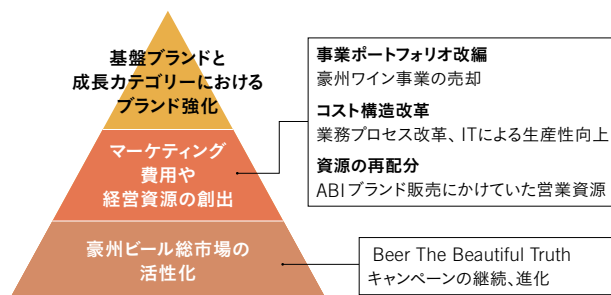 基盤ブランドと
成長カテゴリーにおける
ブランド強化
マーケティング
費用や
経営資源の創出
豪州ビール総市場の
活性化
事業ポートフォリオ改編
豪州ワイン事業の売却
コスト構造改革
業務プロセス改革、ITによる生産性向上
資源の再配分
ABIブランド販売にかけていた営業資源
Beer The Beautiful Truth
キャンペーンの継続、進化